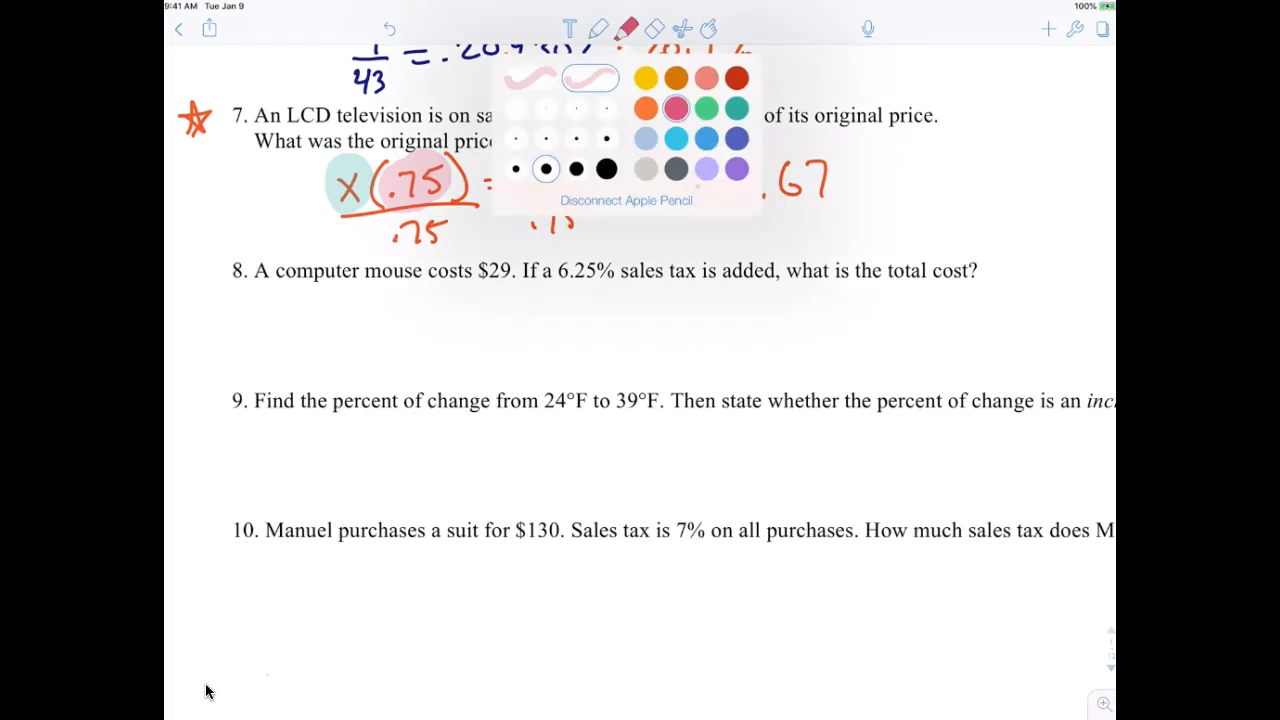 9:41 AM Tue Jan 9 100%
1/43 =
7. An LCD television is on of its original price.
What was the original
x(.75) = .67
.75
Disconnect Apple Pencil
8. A computer mouse costs $29. If a 6.25% sales tax is added, what is the total cost?
9. Find the percent of change from 24°F to 39°F. Then state whether the percent of change is an
10. Manuel purchases a suit for $130. Sales tax is 7% on all purchases. How much sales tax does